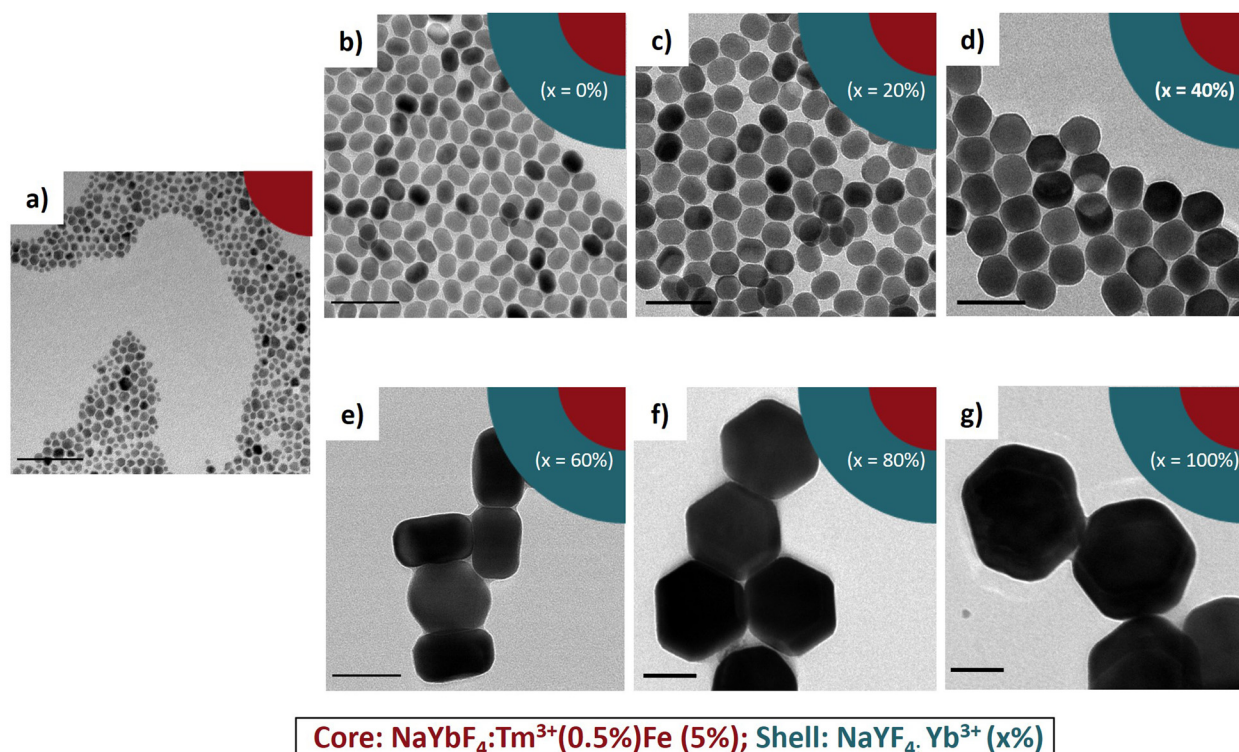 a)
b)
(x = 0%)
c)
(x = 20%)
d)
(x = 40%)
e)
(x = 60%)
f)
(x = 80%)
g)
(x = 100%)
Core: NaYbF₄:Tm³⁺(0.5%)Fe (5%); Shell: NaYF₄. Yb³⁺ (x%)